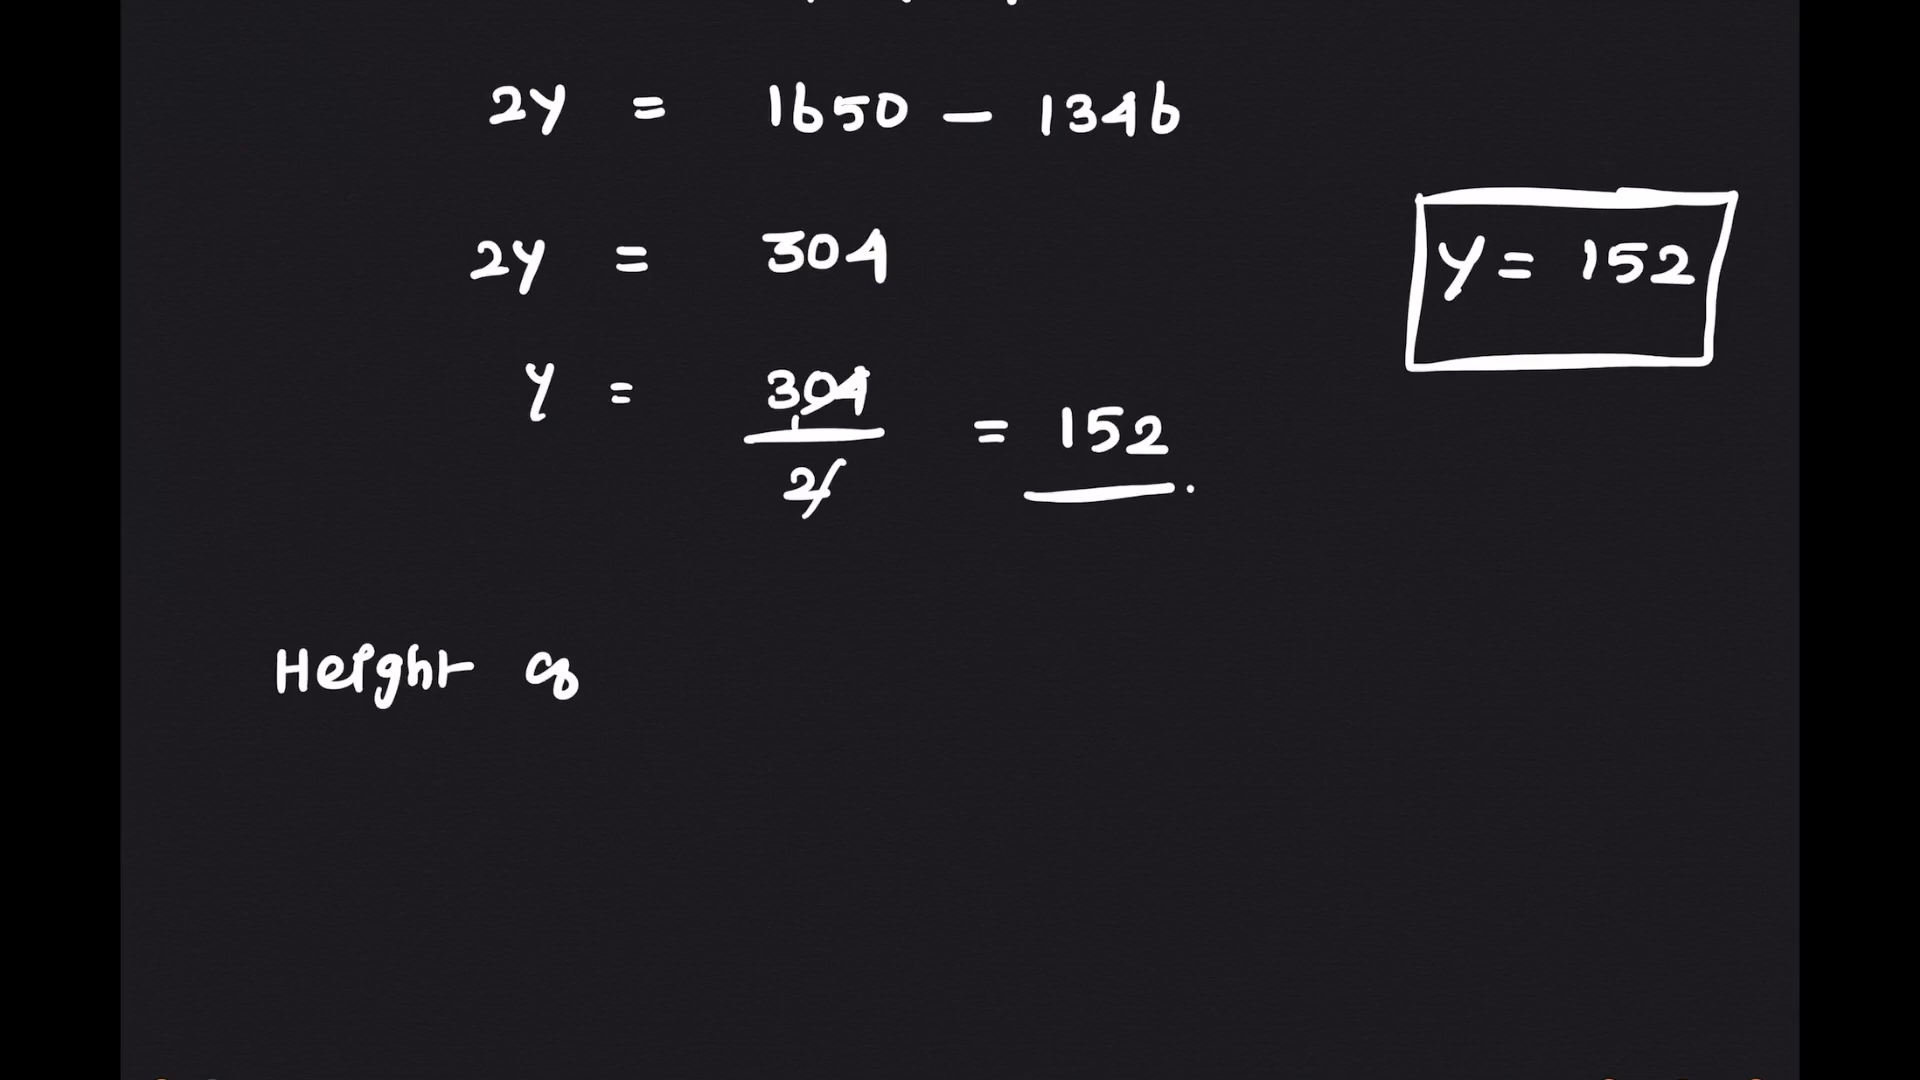 2y = 1650 - 1346
2y = 304
y = 152
y = 304/2 = 152.
Height